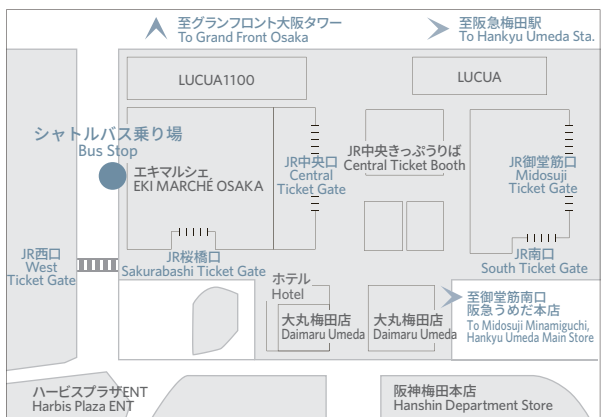 至グランフロント大阪タワー
To Grand Front Osaka
至阪急梅田駅
To Hankyu Umeda Sta.
LUCUA1100
LUCUA
シャトルバス乗り場
Bus Stop
エキマルシェ
EKI MARCHÉ OSAKA
JR中央口
Central
Ticket Gate
JR中央きっぷうりば
Central Ticket Booth
JR御堂筋口
Midosuji
Ticket Gate
JR西口
West
Ticket Gate
JR桜橋口
Sakurabashi Ticket Gate
JR南口
South Ticket Gate
ホテル
Hotel
大丸梅田店
Daimaru Umeda
大丸梅田店
Daimaru Umeda
至御堂筋南口
阪急うめだ本店
To Midosuji Minamiguchi,
Hankyu Umeda Main Store
ハービスプラザENT
Harbis Plaza ENT
阪神梅田本店
Hanshin Department Store